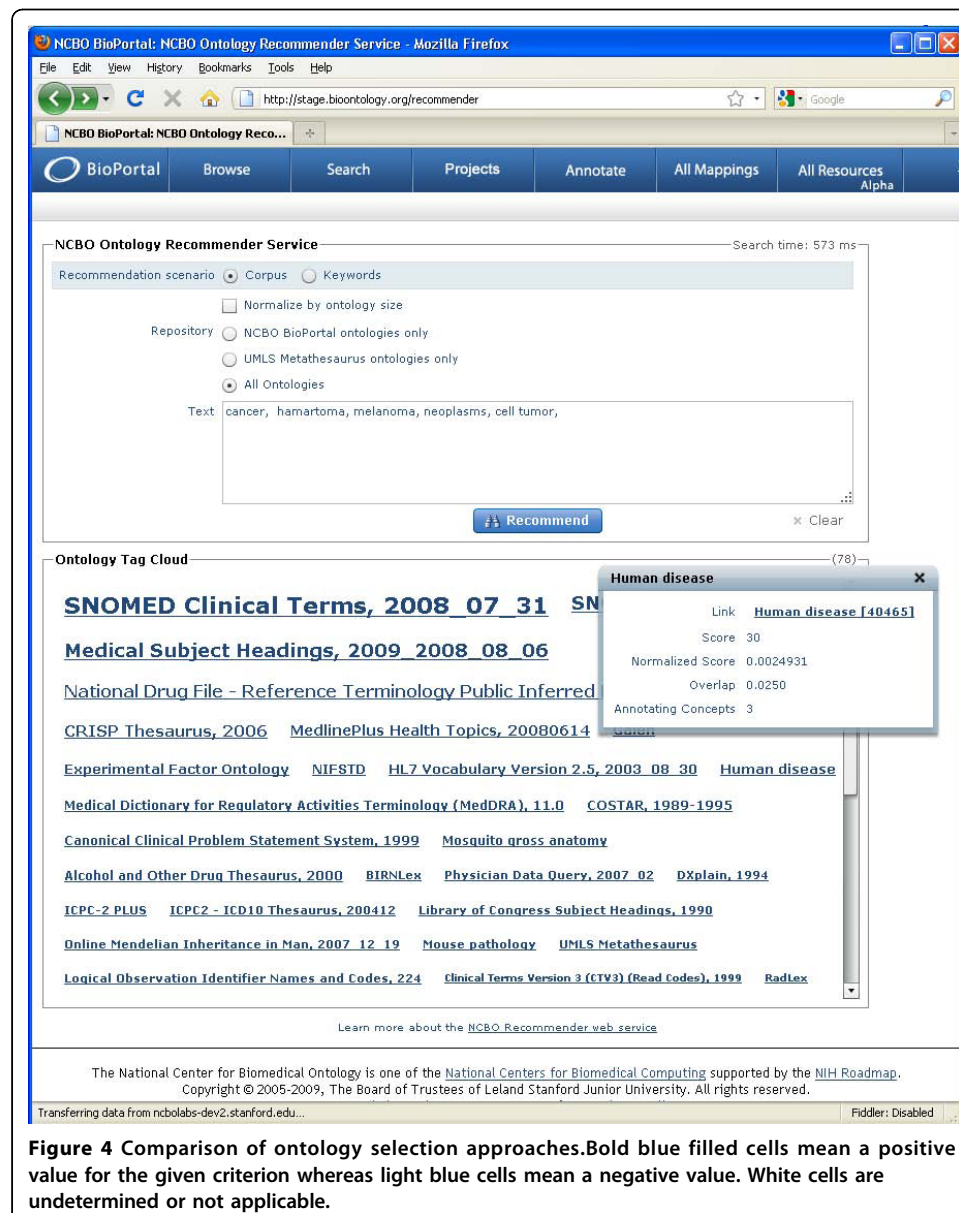 NCBO BioPortal: NCBO Ontology Recommender Service - Mozilla Firefox
File Edit View History Bookmarks Tools Help
http://stage.bioontology.org/recommender
Google
NCBO BioPortal: NCBO Ontology Reco...
BioPortal Browse Search Projects Annotate All Mappings All Resources
Alpha
NCBO Ontology Recommender Service Search time: 573 ms
Recommendation scenario Corpus Keywords
Normalize by ontology size
Repository NCBO BioPortal ontologies only
UMLS Metathesaurus ontologies only
All Ontologies
Text cancer, hamartoma, melanoma, neoplasms, cell tumor,
Recommend × Clear
Ontology Tag Cloud (78)
Human disease
SNOMED Clinical Terms, 2008_07_31 SN
Link Human disease [40465]
Score 30
Medical Subject Headings, 2009_2008_08_06
Normalized Score 0.0024931
Overlap 0.0250
National Drug File - Reference Terminology Public Inferred
Annotating Concepts 3
CRISP Thesaurus, 2006 MedlinePlus Health Topics, 20080614
Experimental Factor Ontology NIFSTD HL7 Vocabulary Version 2.5, 2003_08_30 Human disease
Medical Dictionary for Regulatory Activities Terminology (MedDRA), 11.0 COSTAR, 1989-1995
Canonical Clinical Problem Statement System, 1999 Mosquito gross anatomy
Alcohol and Other Drug Thesaurus, 2000 BIRNLex Physician Data Query, 2007_02 DXplain, 1994
ICPC-2 PLUS ICPC2 - ICD10 Thesaurus, 200412 Library of Congress Subject Headings, 1990
Online Mendelian Inheritance in Man, 2007_12_19 Mouse pathology UMLS Metathesaurus
Logical Observation Identifier Names and Codes, 224 Clinical Terms Version 3 (CTV3) (Read Codes), 1999 RadLex
Learn more about the NCBO Recommender web service
The National Center for Biomedical Ontology is one of the National Centers for Biomedical Computing supported by the NIH Roadmap.
Copyright © 2005-2009, The Board of Trustees of Leland Stanford Junior University. All rights reserved.
Transferring data from ncbolabs-dev2.stanford.edu... Fiddler: Disabled
Figure 4 Comparison of ontology selection approaches.Bold blue filled cells mean a positive
value for the given criterion whereas light blue cells mean a negative value. White cells are
undetermined or not applicable.